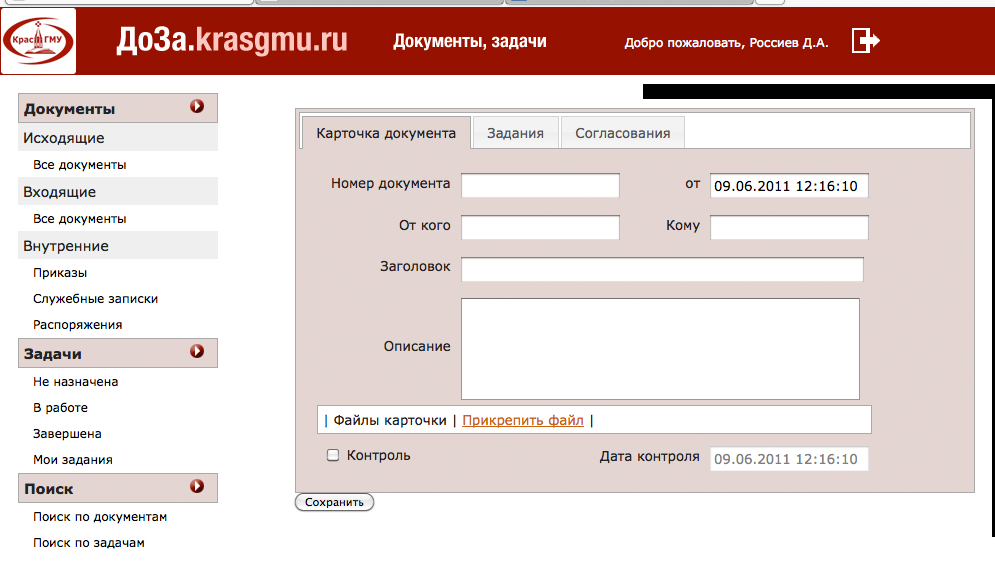 КрасГМУ
ДоЗа.krasgmu.ru
Документы, задачи
Добро пожаловать, Россиев Д.А.
Документы
Исходящие
Все документы
Входящие
Все документы
Внутренние
Приказы
Служебные записки
Распоряжения
Задачи
Не назначена
В работе
Завершена
Мои задания
Поиск
Поиск по документам
Поиск по задачам
Карточка документа Задания Согласования
Номер документа от 09.06.2011 12:16:10
От кого Кому
Заголовок
Описание
| Файлы карточки | Прикрепить файл |
Контроль Дата контроля 09.06.2011 12:16:10
Сохранить